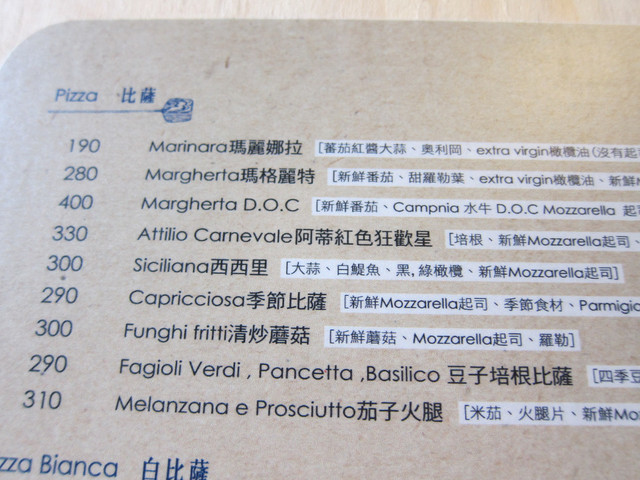 Pizza 比薩
190 Marinara瑪麗娜拉 [蕃茄紅醬大蒜、奧利岡、extra virgin橄欖油(沒有起
280 Margherta瑪格麗特 [新鮮番茄、甜羅勒葉、extra virgin橄欖油、新鮮M
400 Margherta D.O.C [新鮮番茄、Campnia 水牛 D.O.C Mozzarella 起
330 Attilio Carnevale阿蒂紅色狂歡星 [培根、新鮮Mozzarella起司、
300 Siciliana西西里 [大蒜、白鯷魚、黑,綠橄欖、新鮮Mozzarella起司]
290 Capricciosa季節比薩 [新鮮Mozzarella起司、季節食材、Parmigia
300 Funghi fritti清炒蘑菇 [新鮮蘑菇、Mozzarella起司、羅勒]
290 Fagioli Verdi , Pancetta ,Basilico 豆子培根比薩 [四季豆
310 Melanzana e Prosciutto茄子火腿 [米茄、火腿片、新鮮Moz
zza Bianca 白比薩